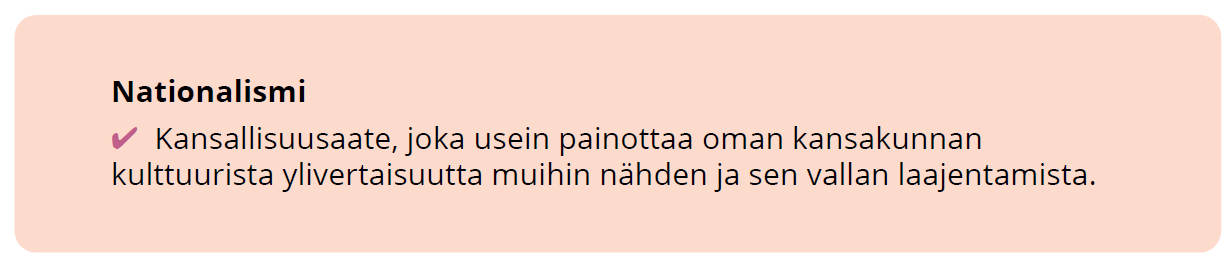 Nationalismi
✔ Kansallisuusaate, joka usein painottaa oman kansakunnan
kulttuurista ylivertaisuutta muihin nähden ja sen vallan laajentamista.